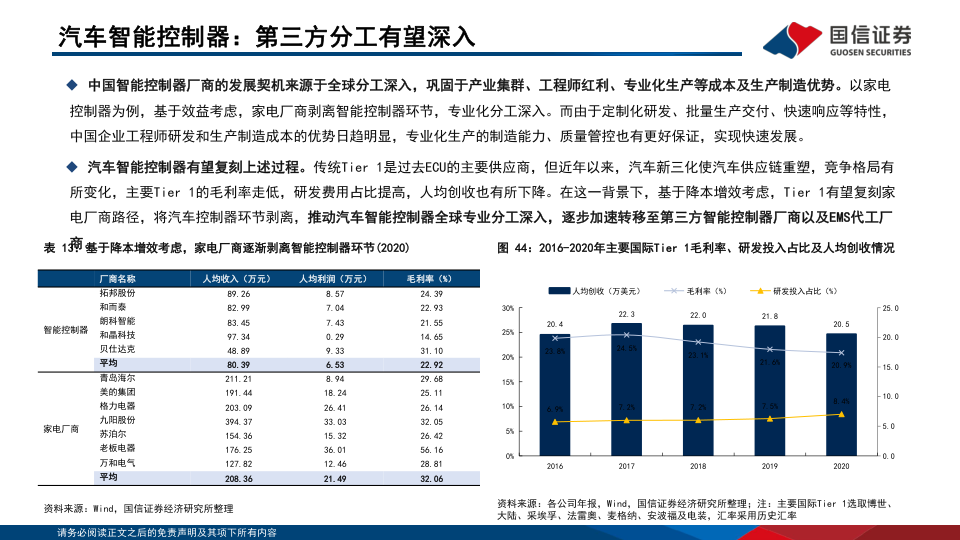 汽车智能控制器：第三方分工有望深入
国信证券
GUOSEN SECURITIES
◆ 中国智能控制器厂商的发展契机来源于全球分工深入，巩固于产业集群、工程师红利、专业化生产等成本及生产制造优势。以家电
控制器为例，基于效益考虑，家电厂商剥离智能控制器环节，专业化分工深入。而由于定制化研发、批量生产交付、快速响应等特性，
中国企业工程师研发和生产制造成本的优势日趋明显，专业化生产的制造能力、质量管控也有更好保证，实现快速发展。
◆ 汽车智能控制器有望复刻上述过程。传统Tier 1是过去ECU的主要供应商，但近年以来，汽车新三化使汽车供应链重塑，竞争格局有
所变化，主要Tier 1的毛利率走低，研发费用占比提高，人均创收也有所下降。在这一背景下，基于降本增效考虑，Tier 1有望复刻家
电厂商路径，将汽车控制器环节剥离，推动汽车智能控制器全球专业分工深入，逐步加速转移至第三方智能控制器厂商以及EMS代工厂
商。
表 13：基于降本增效考虑，家电厂商逐渐剥离智能控制器环节(2020)
厂商名称 人均收入（万元） 人均利润（万元） 毛利率（%）
智能控制器
拓邦股份 89.26 8.57 24.39
和而泰 82.99 7.04 22.93
朗科智能 83.45 7.43 21.55
和晶科技 97.34 0.29 14.65
贝仕达克 48.89 9.33 31.10
平均 80.39 6.53 22.92
家电厂商
青岛海尔 211.21 8.94 29.68
美的集团 191.44 18.24 25.11
格力电器 203.09 26.41 26.14
九阳股份 394.37 33.03 32.05
苏泊尔 154.36 15.32 26.42
老板电器 176.25 36.01 56.16
万和电气 127.82 12.46 28.81
平均 208.36 21.49 32.06
资料来源：Wind，国信证券经济研究所整理
图 44：2016-2020年主要国际Tier 1毛利率、研发投入占比及人均创收情况
人均创收（万美元） 毛利率（%） 研发投入占比（%）
30%
25%
20%
15%
10%
5%
0%
20.4 22.3 22.0 21.8 20.5
23.8% 24.5% 23.1% 21.6% 20.9%
6.9% 7.2% 7.2% 7.5% 8.4%
25.0
20.0
15.0
10.0
5.0
0.0
2016 2017 2018 2019 2020
资料来源：各公司年报，Wind，国信证券经济研究所整理；注：主要国际Tier 1选取博世、
大陆、采埃孚、法雷奥、麦格纳、安波福及电装，汇率采用历史汇率
请务必阅读正文之后的免责声明及其项下所有内容